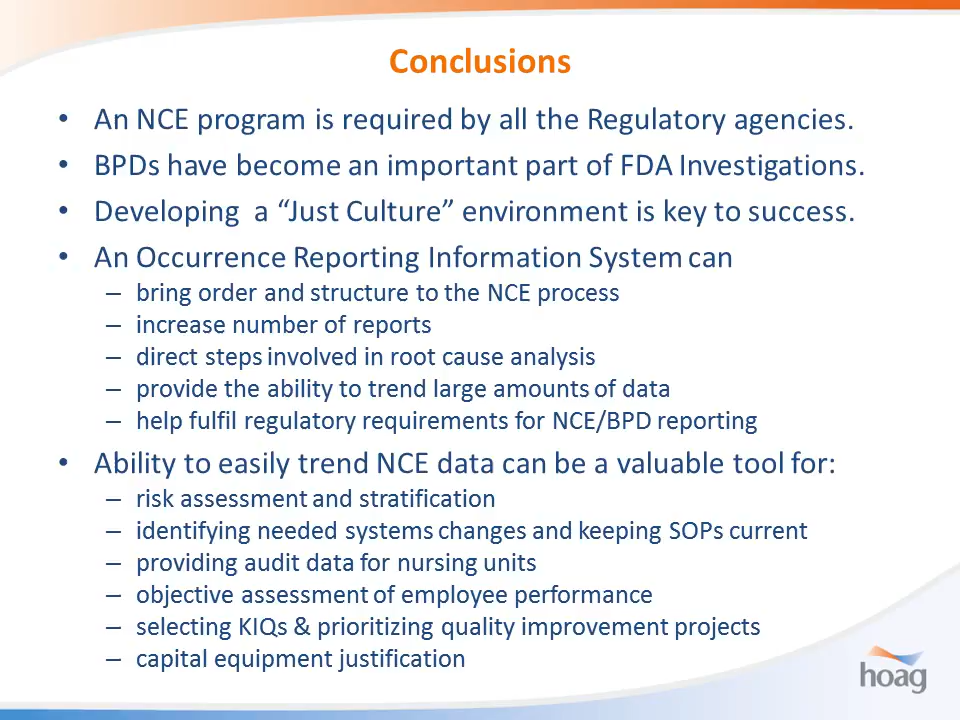 Conclusions
• An NCE program is required by all the Regulatory agencies.
• BPDs have become an important part of FDA Investigations.
• Developing a “Just Culture” environment is key to success.
• An Occurrence Reporting Information System can
– bring order and structure to the NCE process
– increase number of reports
– direct steps involved in root cause analysis
– provide the ability to trend large amounts of data
– help fulfil regulatory requirements for NCE/BPD reporting
• Ability to easily trend NCE data can be a valuable tool for:
– risk assessment and stratification
– identifying needed systems changes and keeping SOPs current
– providing audit data for nursing units
– objective assessment of employee performance
– selecting KIQs & prioritizing quality improvement projects
– capital equipment justification
hoag